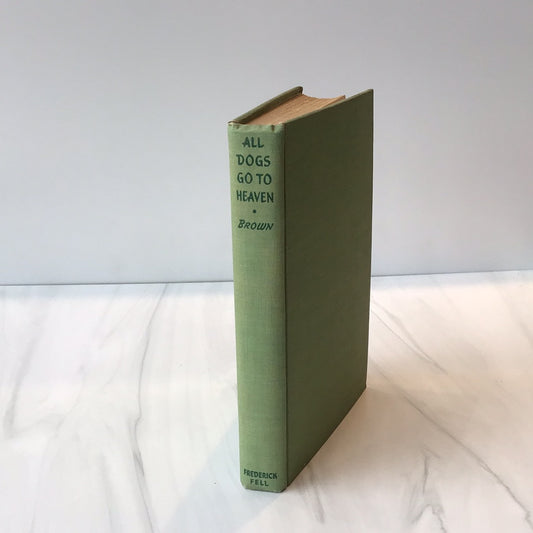 ALL
DOGS
GO TO
HEAVEN
•
BROWN
FREDERICK
FELL